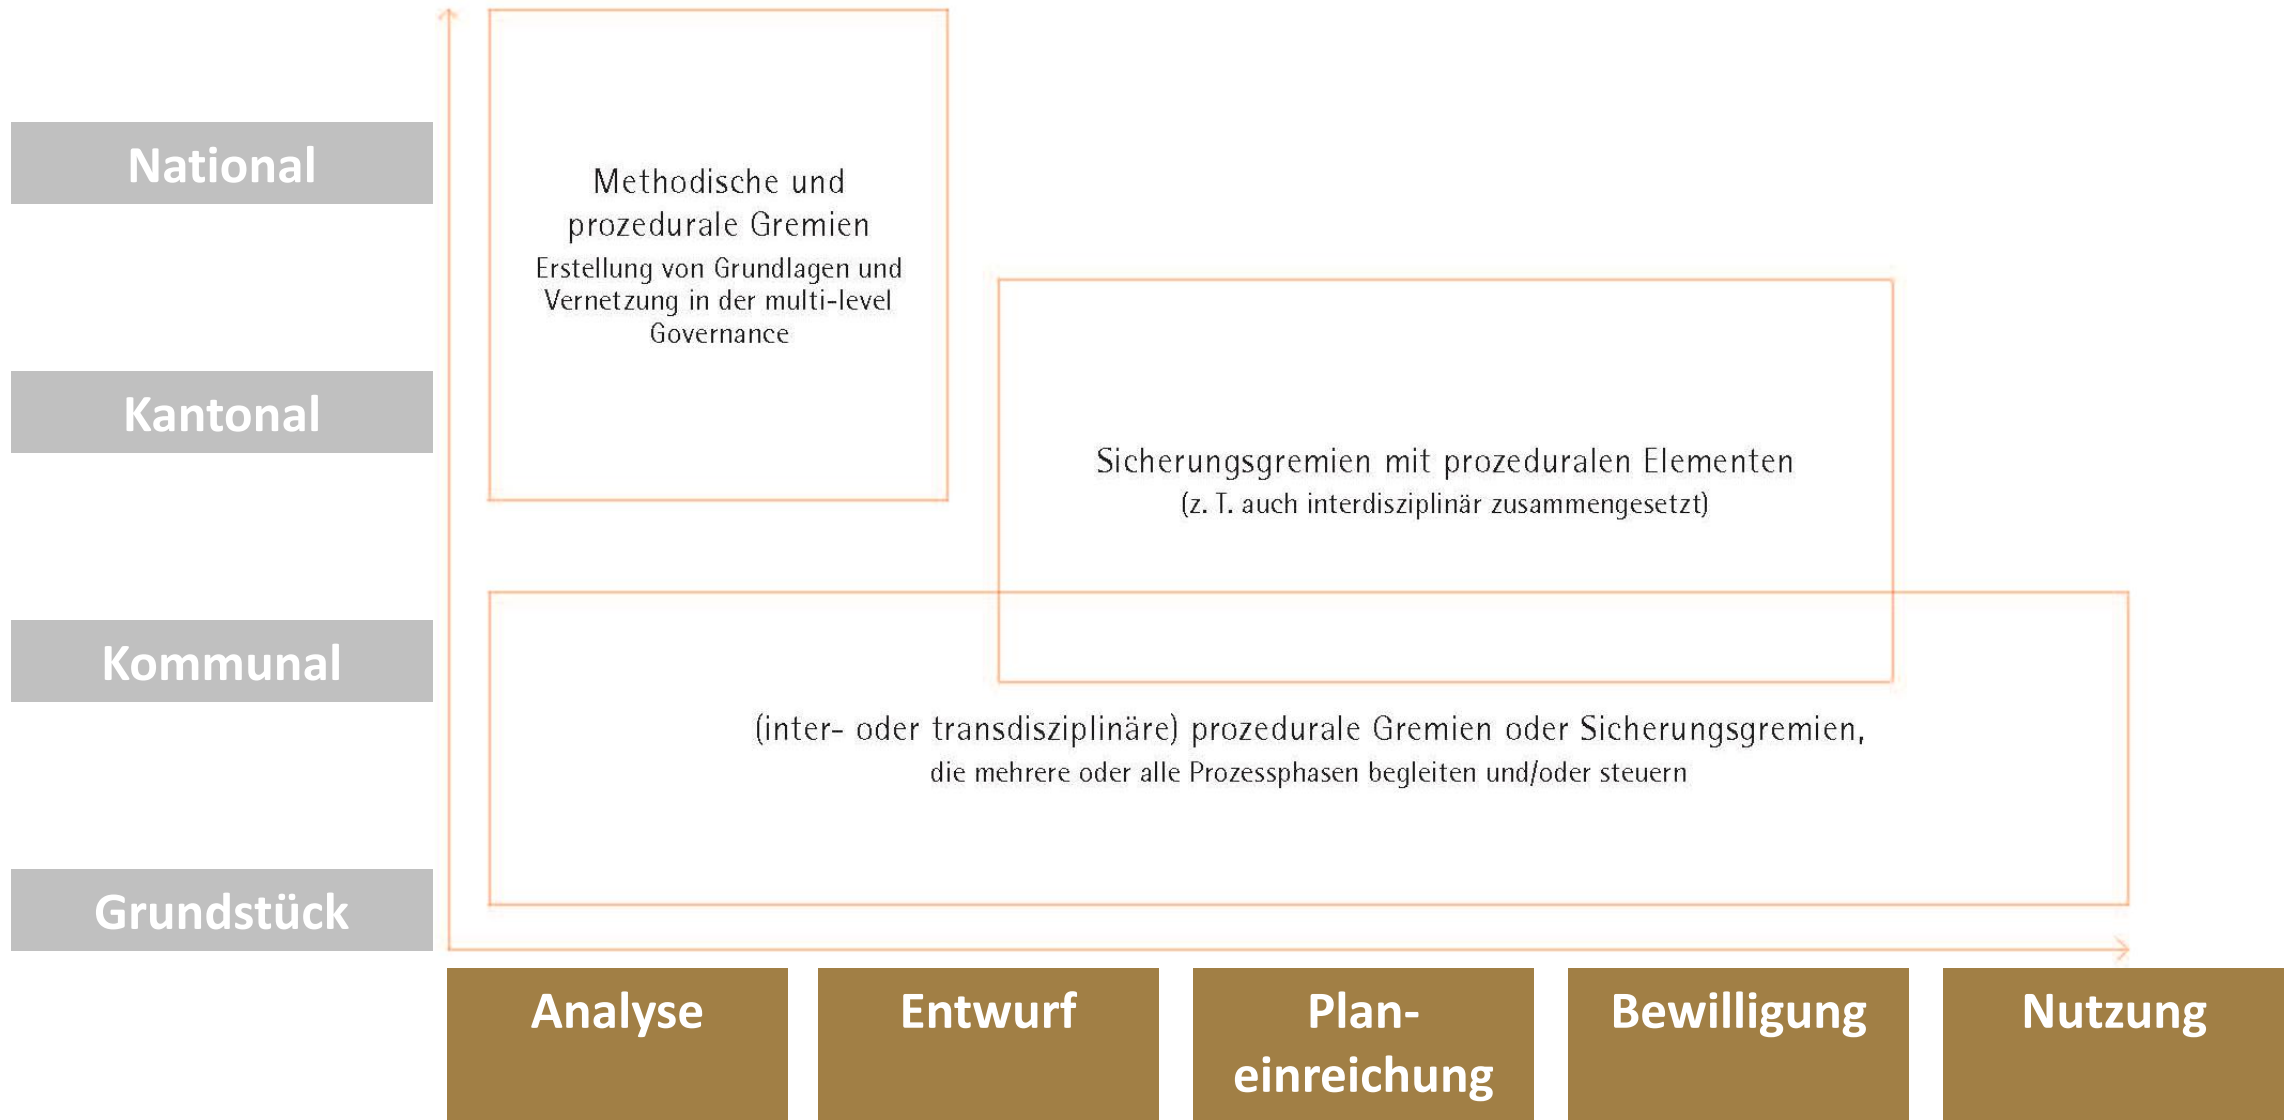 National
Methodische und
prozedurale Gremien
Erstellung von Grundlagen und
Vernetzung in der multi-level
Governance
Kantonal
Sicherungsgremien mit prozeduralen Elementen
(z. T. auch interdisziplinär zusammengesetzt)
Kommunal
(inter- oder transdisziplinäre) prozedurale Gremien oder Sicherungsgremien,
die mehrere oder alle Prozessphasen begleiten und/oder steuern
Grundstück
Analyse
Entwurf
Plan-
einreichung
Bewilligung
Nutzung